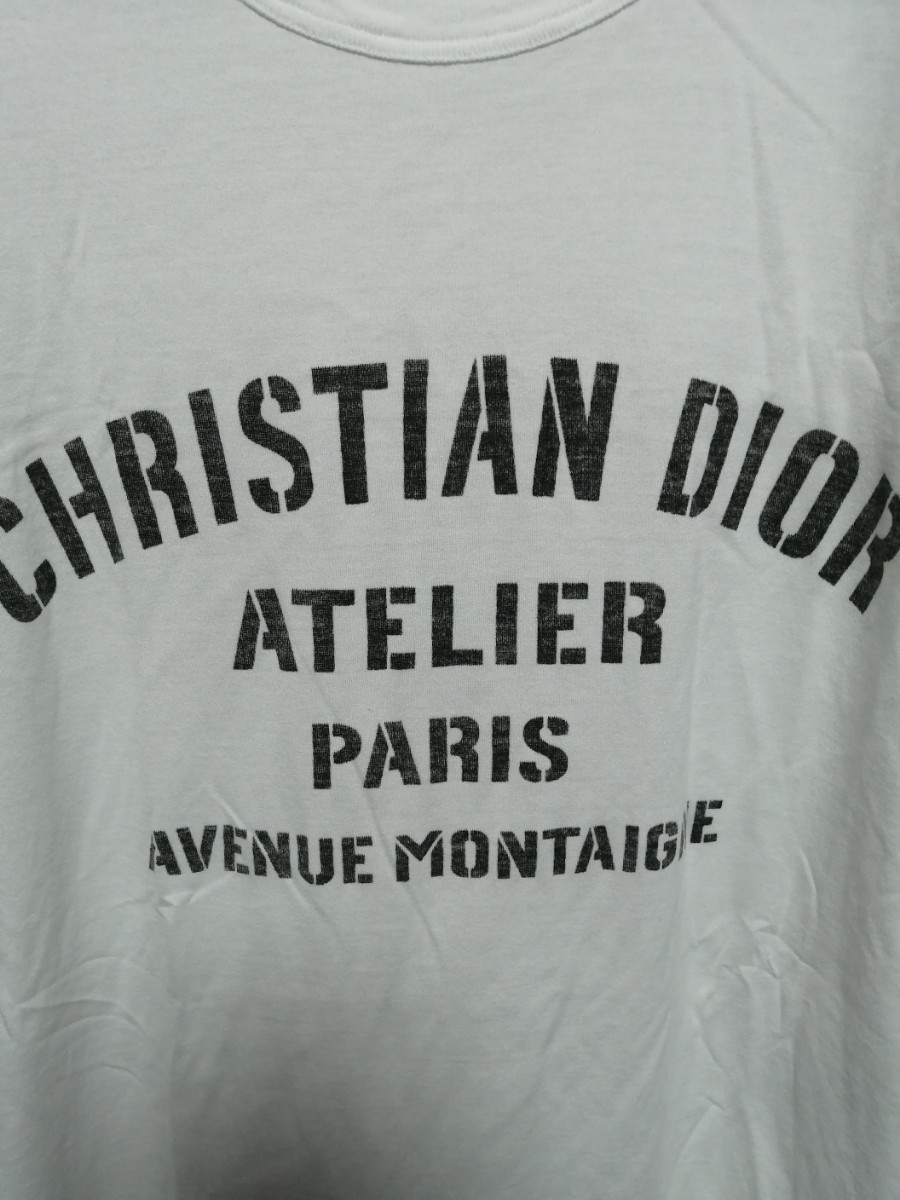 CHRISTIAN DIOR
ATELIER
PARIS
AVENUE MONTAIGNE